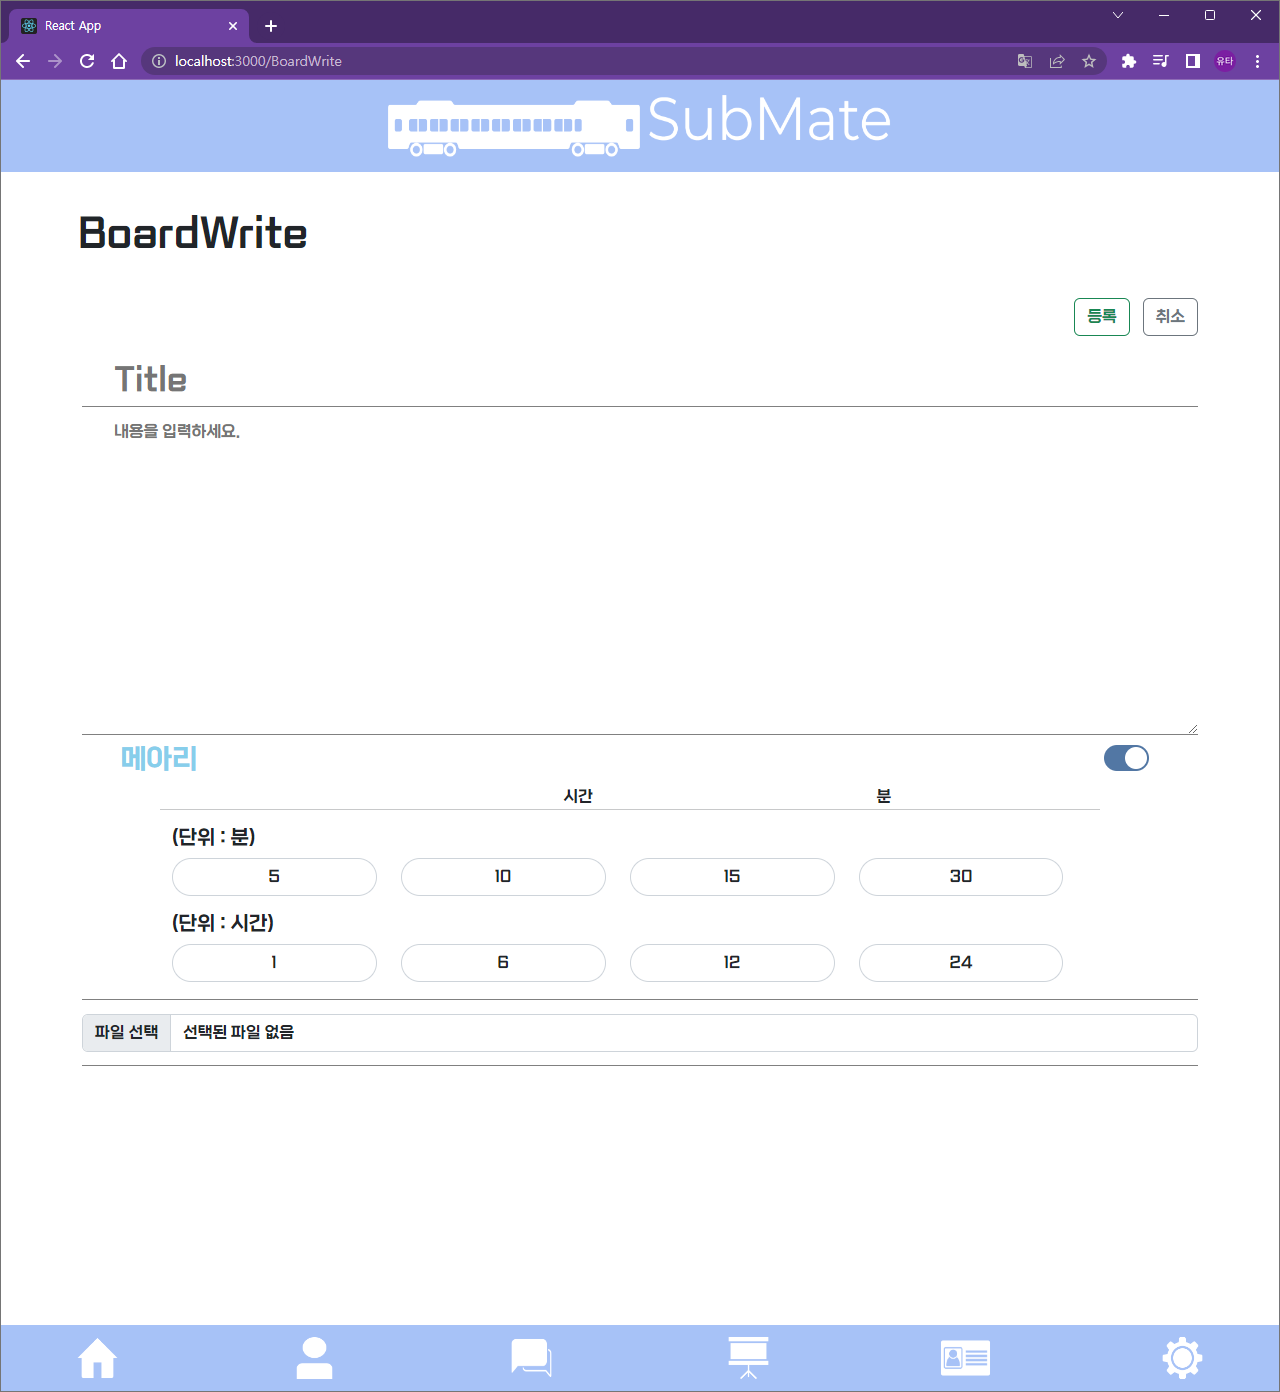 React App
localhost:3000/BoardWrite
유타
SubMate
BoardWrite
등록 취소
Title
내용을 입력하세요.
메아리
시간 분
(단위 : 분)
5 10 15 30
(단위 : 시간)
1 6 12 24
파일 선택 선택된 파일 없음